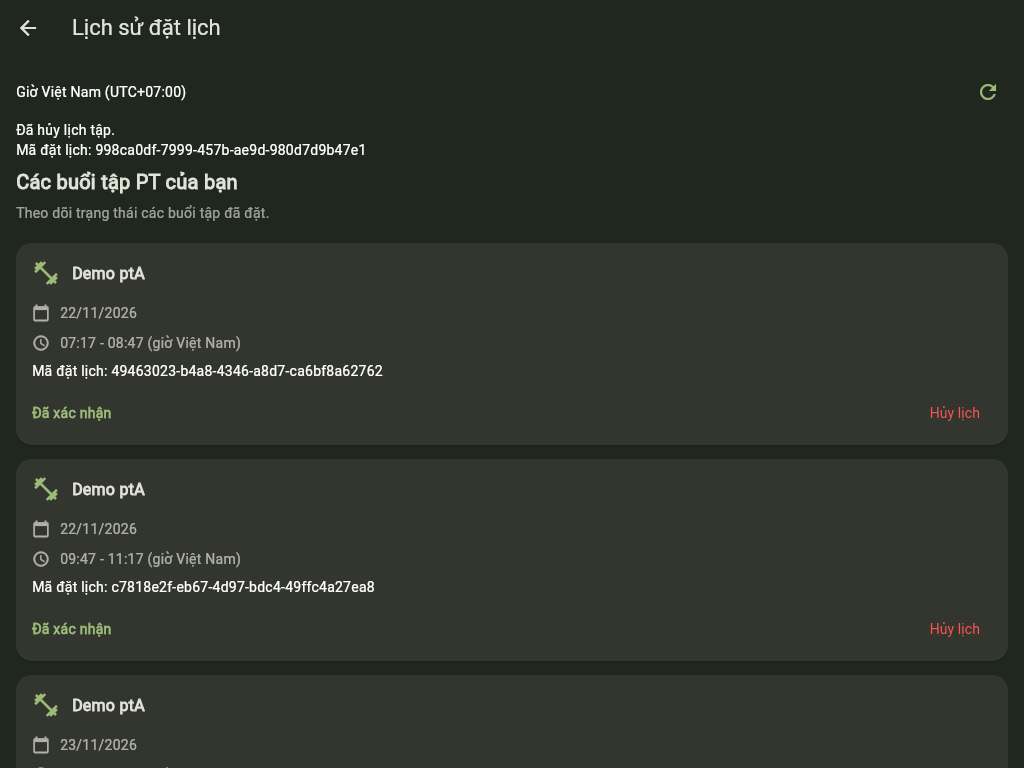 Lịch sử đặt lịch
Giờ Việt Nam (UTC+07:00)
Đã hủy lịch tập.
Mã đặt lịch: 998ca0df-7999-457b-ae9d-980d7d9b47e1
Các buổi tập PT của bạn
Theo dõi trạng thái các buổi tập đã đặt.
Demo ptA
22/11/2026
07:17 - 08:47 (giờ Việt Nam)
Mã đặt lịch: 49463023-b4a8-4346-a8d7-ca6bf8a62762
Đã xác nhận
Hủy lịch
Demo ptA
22/11/2026
09:47 - 11:17 (giờ Việt Nam)
Mã đặt lịch: c7818e2f-eb67-4d97-bdc4-49ffc4a27ea8
Đã xác nhận
Hủy lịch
Demo ptA
23/11/2026